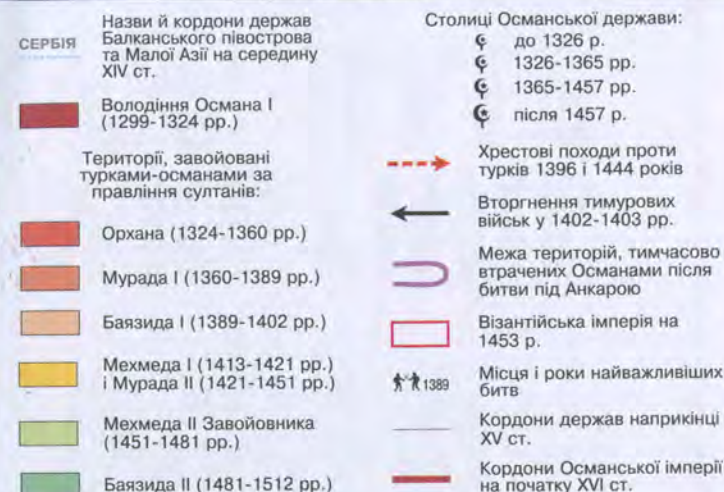 СЕРБІЯ
Назви й кордони держав
Балканського півострова
та Малої Азії на середину
XIV ст.
Володіння Османа I
(1299-1324 рр.)
Території, завойовані
турками-османами за
правління султанів:
Орхана (1324-1360 рр.)
Мурада I (1360-1389 рр.)
Баязида I (1389-1402 рр.)
Мехмеда I (1413-1421 рр.)
і Мурада II (1421-1451 рр.)
Мехмеда II Завойовника
(1451-1481 рр.)
Баязида II (1481-1512 рр.)
Столиці Османської держави:
до 1326 р.
1326-1365 рр.
1365-1457 рр.
після 1457 р.
Хрестові походи проти
турків 1396 і 1444 років
Вторгнення тимурових
військ у 1402-1403 рр.
Межа територій, тимчасово
втрачених Османами після
битви під Анкарою
Візантійська імперія на
1453 р.
1389
Місця і роки найважливіших
битв
Кордони держав наприкінці
XV ст.
Кордони Османської імперії
на початку XVI ст.